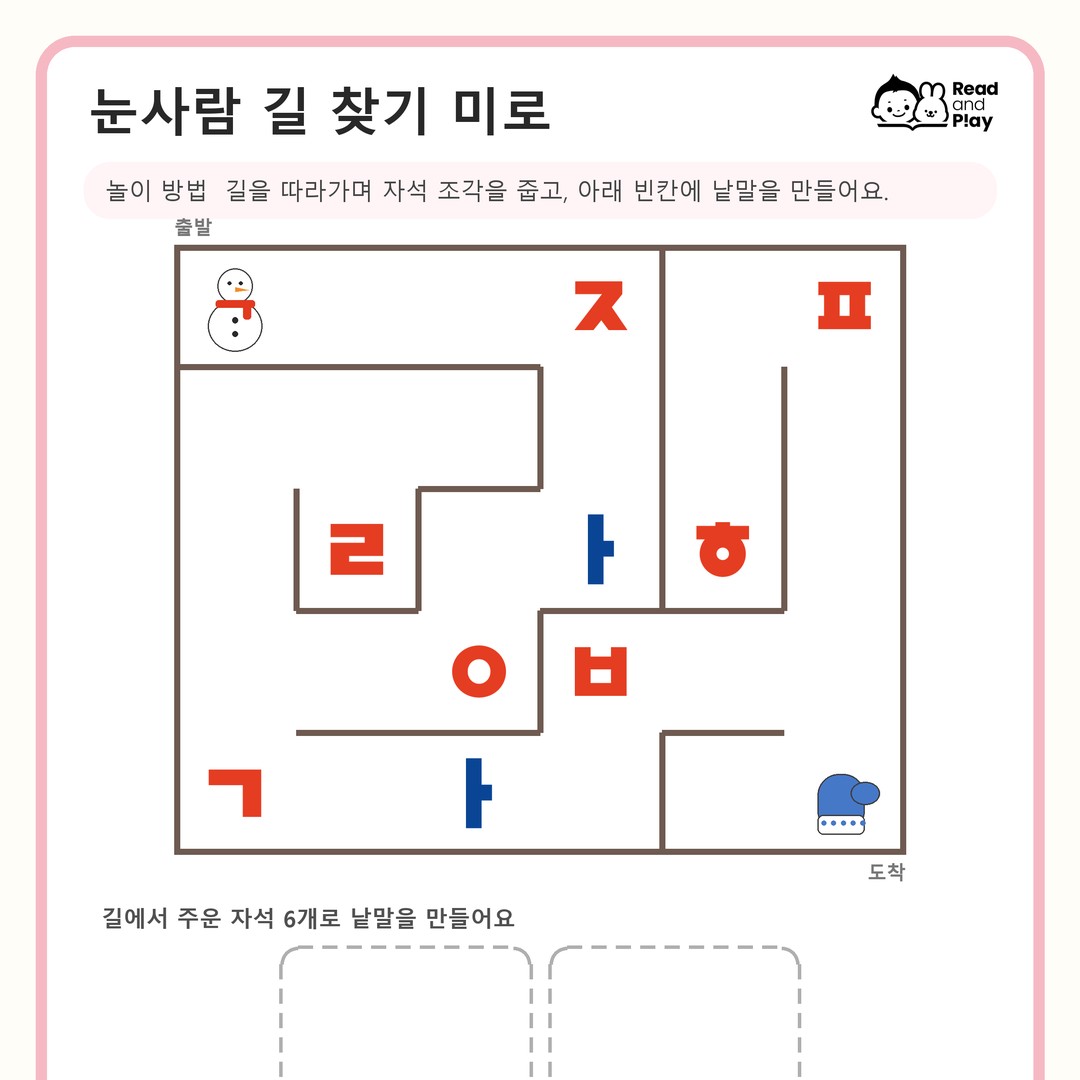 눈사람 길 찾기 미로
Read
and
P!ay
놀이 방법 길을 따라가며 자석 조각을 줍고, 아래 빈칸에 낱말을 만들어요.
출발
ㅈ ㅍ
ㄹ ㅏ ㅎ
ㅇ ㅂ
ㄱ ㅏ
도착
길에서 주운 자석 6개로 낱말을 만들어요